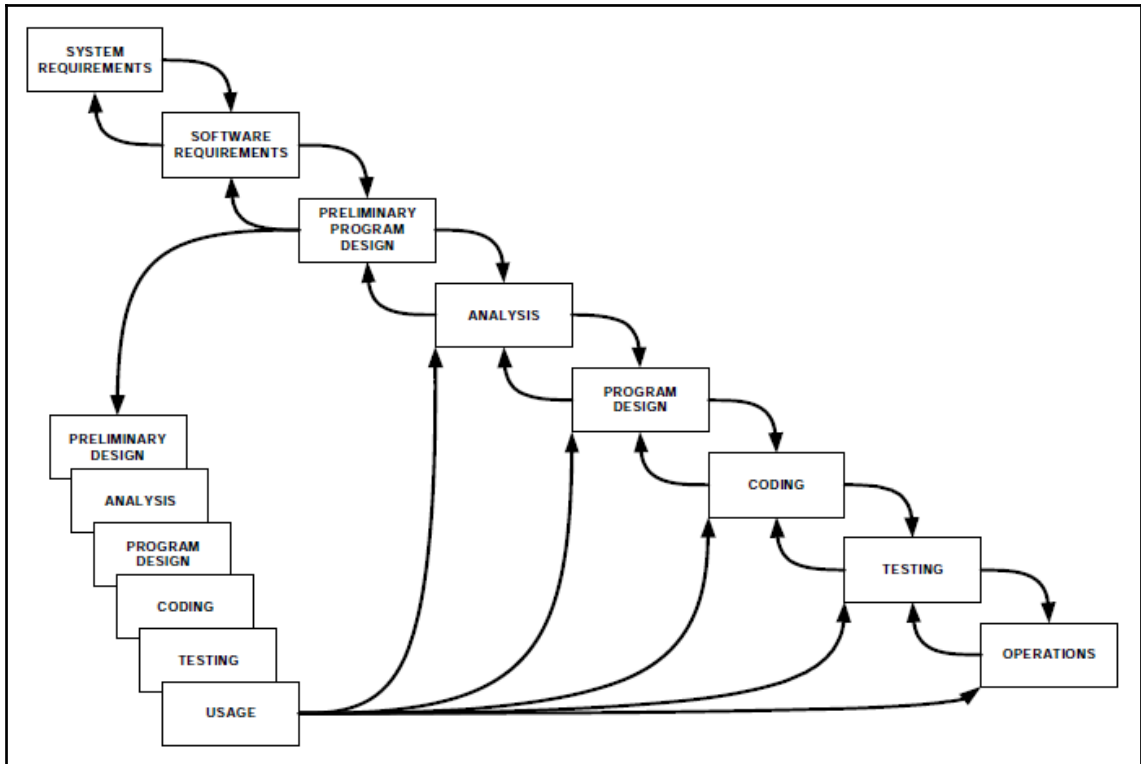 SYSTEM
REQUIREMENTS
SOFTWARE
REQUIREMENTS
PRELIMINARY
PROGRAM
DESIGN
ANALYSIS
PROGRAM
DESIGN
CODING
TESTING
OPERATIONS
PRELIMINARY
DESIGN
ANALYSIS
PROGRAM
DESIGN
CODING
TESTING
USAGE